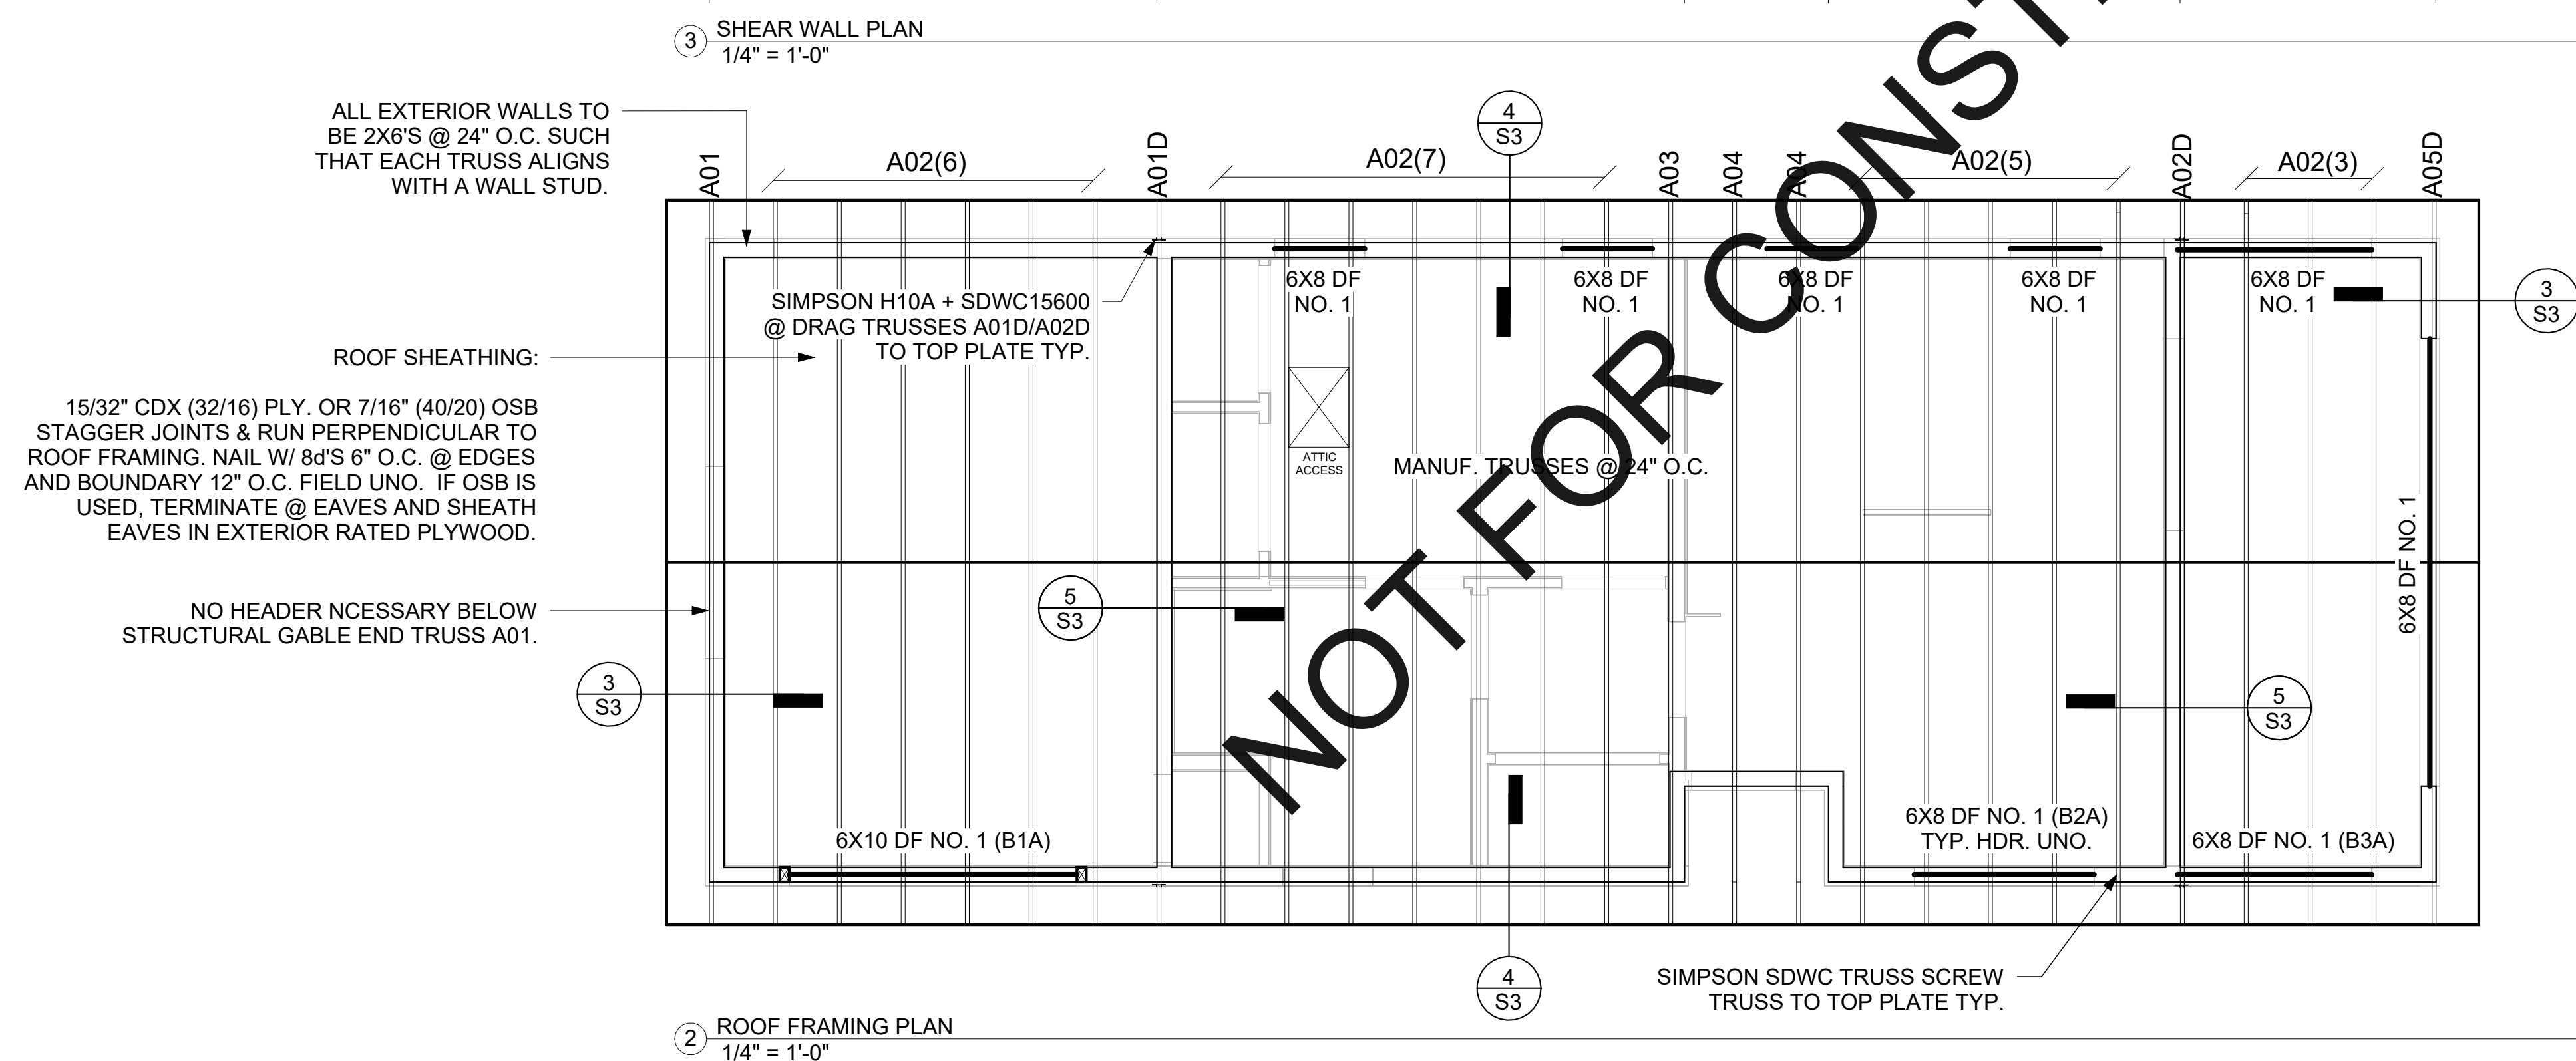 3
SHEAR WALL PLAN
1/4" = 1'-0"
ALL EXTERIOR WALLS TO
BE 2X6'S @ 24" O.C. SUCH
THAT EACH TRUSS ALIGNS
WITH A WALL STUD.
A01
A02(6)
A01D
A02(7)
4
S3
A03
A04
A04
A02(5)
A02D
A02(3)
A05D
SIMPSON H10A + SDWC15600
@ DRAG TRUSSES A01D/A02D
TO TOP PLATE TYP.
6X8 DF
NO. 1
6X8 DF
NO. 1
6X8 DF
NO. 1
6X8 DF
NO. 1
6X8 DF
NO. 1
3
S3
ROOF SHEATHING:
15/32" CDX (32/16) PLY. OR 7/16" (40/20) OSB
STAGGER JOINTS & RUN PERPENDICULAR TO
ROOF FRAMING. NAIL W/ 8d'S 6" O.C. @ EDGES
AND BOUNDARY 12" O.C. FIELD UNO. IF OSB IS
USED, TERMINATE @ EAVES AND SHEATH
EAVES IN EXTERIOR RATED PLYWOOD.
ATTIC
ACCESS
MANUF. TRUSSES @ 24" O.C.
6X8 DF NO. 1
NO HEADER NCESSARY BELOW
STRUCTURAL GABLE END TRUSS A01.
5
S3
3
S3
5
S3
6X10 DF NO. 1 (B1A)
6X8 DF NO. 1 (B2A)
TYP. HDR. UNO.
6X8 DF NO. 1 (B3A)
4
S3
SIMPSON SDWC TRUSS SCREW
TRUSS TO TOP PLATE TYP.
NOT FOR CONST
2
ROOF FRAMING PLAN
1/4" = 1'-0"